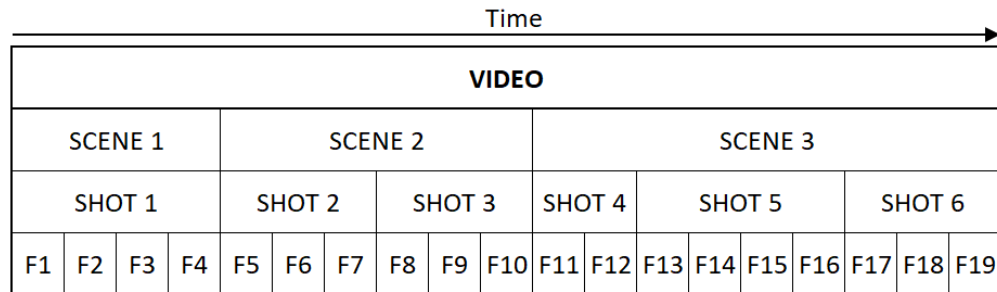 Time
VIDEO
SCENE 1 SCENE 2 SCENE 3
SHOT 1 SHOT 2 SHOT 3 SHOT 4 SHOT 5 SHOT 6
F1 F2 F3 F4 F5 F6 F7 F8 F9 F10 F11 F12 F13 F14 F15 F16 F17 F18 F19